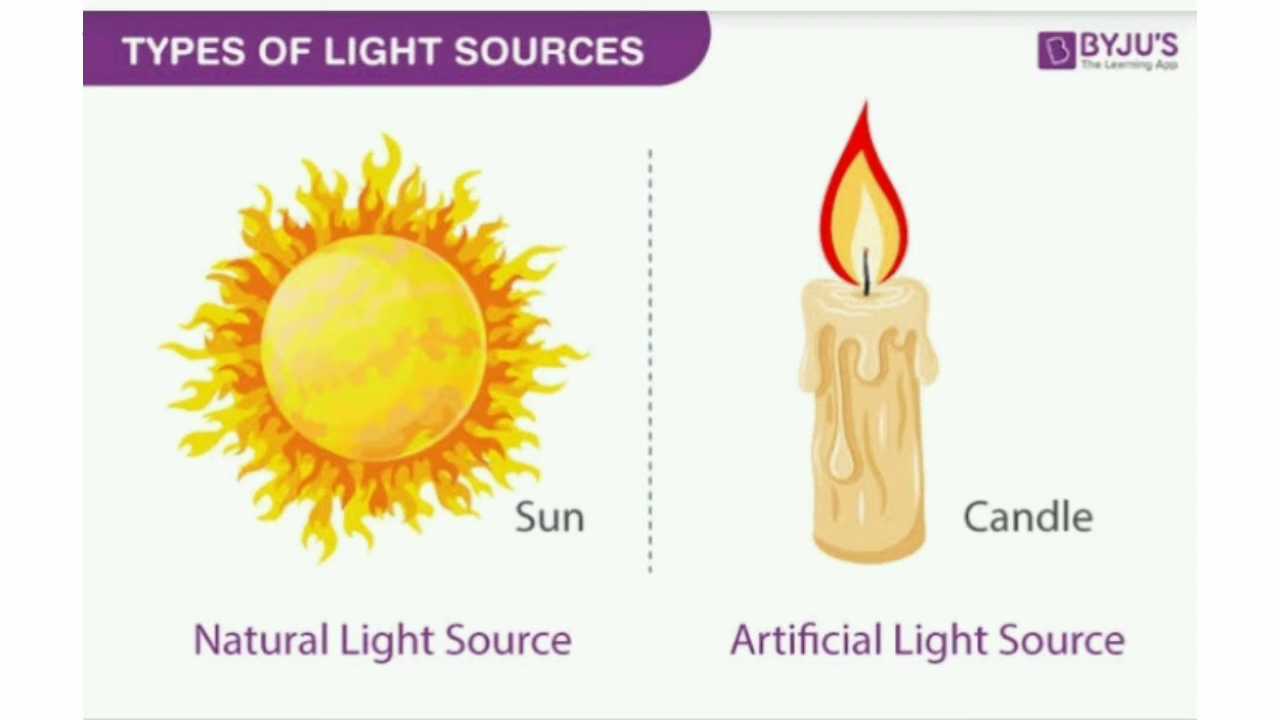 TYPES OF LIGHT SOURCES
BYJU'S
The Learning App
Sun
Candle
Natural Light Source
Artificial Light Source